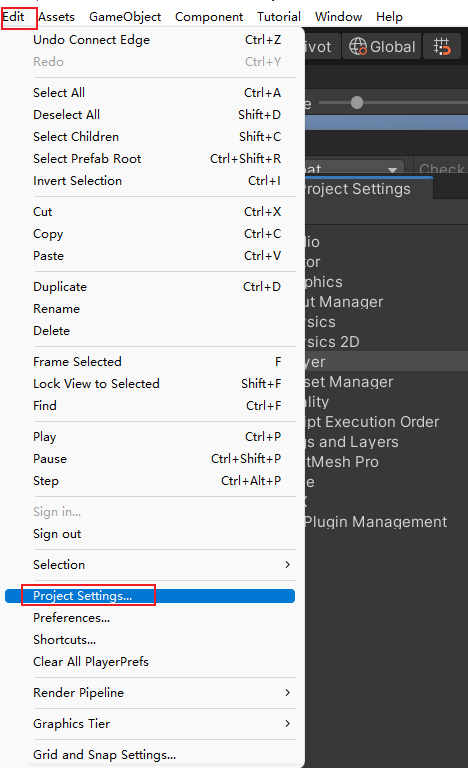 Edit Assets GameObject Component Tutorial Window Help
Undo Connect Edge Ctrl+Z
Redo Ctrl+Y
Select All Ctrl+A
Deselect All Shift+D
Select Children Shift+C
Select Prefab Root Ctrl+Shift+R
Invert Selection Ctrl+I
Cut Ctrl+X
Copy Ctrl+C
Paste Ctrl+V
Duplicate Ctrl+D
Rename
Delete
Frame Selected F
Lock View to Selected Shift+F
Find Ctrl+F
Play Ctrl+P
Pause Ctrl+Shift+P
Step Ctrl+Alt+P
Sign in...
Sign out
Selection
Project Settings...
Preferences...
Shortcuts...
Clear All PlayerPrefs
Render Pipeline
Graphics Tier
Grid and Snap Settings...
ivot Global
Check
roject Settings
phics
ut Manager
sics
sics 2D
yer
set Manager
lity
ipt Execution Order
gs and Layers
tMesh Pro
Plugin Management